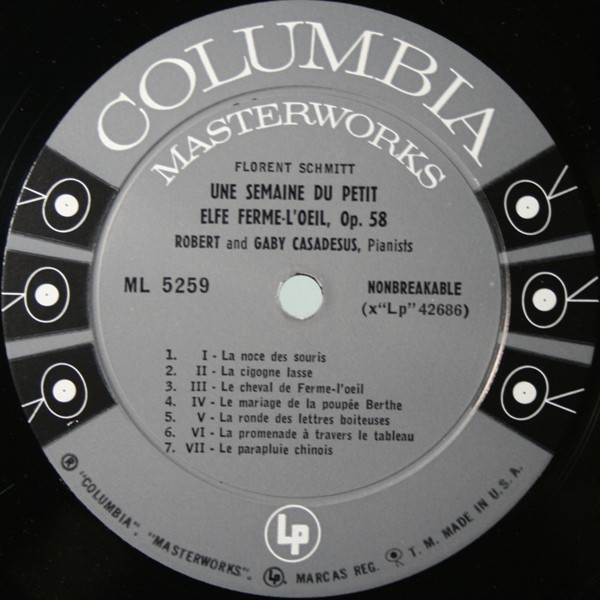 COLUMBIA
MASTERWORKS
FLORENT SCHMITT
UNE SEMAINE DU PETIT
ELFE FERME-L'OEIL, Op. 58
ROBERT and GABY CASADESUS, Pianists
ML 5259
NONBREAKABLE
(x"Lp" 42686)
1. I - La noce des souris
2. II - La cigogne lasse
3. III - Le cheval de Ferme-l'oeil
4. IV - Le mariage de la poupée Berthe
5. V - La ronde des lettres boiteuses
6. VI - La promenade à travers le tableau
7. VII - Le parapluie chinois
LP
® "COLUMBIA", "MASTERWORKS", LP, MARCAS REG. T. M. MADE IN U. S. A.